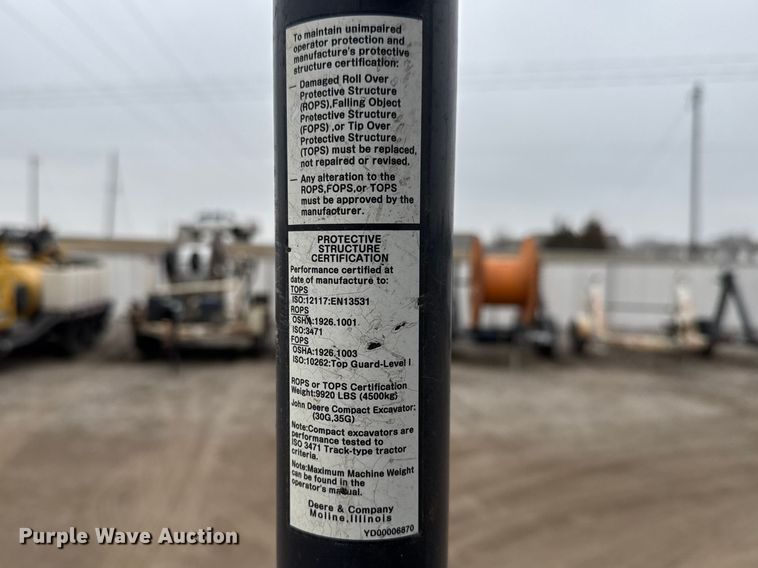 To maintain unimpaired
operator protection and
manufacture's protective
structure certification:
— Damaged Roll Over
Protective Structure
(ROPS),Falling Object
Protective Structure
(FOPS) ,or Tip Over
Protective Structure
(TOPS) must be replaced,
not repaired or revised.
— Any alteration to the
ROPS,FOPS,or TOPS
must be approved by the
manufacturer.
PROTECTIVE
STRUCTURE
CERTIFICATION
Performance certified at
date of manufacture to:
TOPS
ISO:12117:EN13531
ROPS
OSHA:1926.1001
ISO:3471
FOPS
OSHA:1926.1003
ISO:10262:Top Guard-Level I
ROPS or TOPS Certification
Weight:9920 LBS (4500kg)
John Deere Compact Excavator:
(30G,35G)
Note:Compact excavators are
performance tested to
ISO 3471 Track-type tractor
criteria.
Note:Maximum Machine Weight
can be found in the
operator's manual.
Deere & Company
Moline,Illinois
YD00006870
Purple Wave Auction